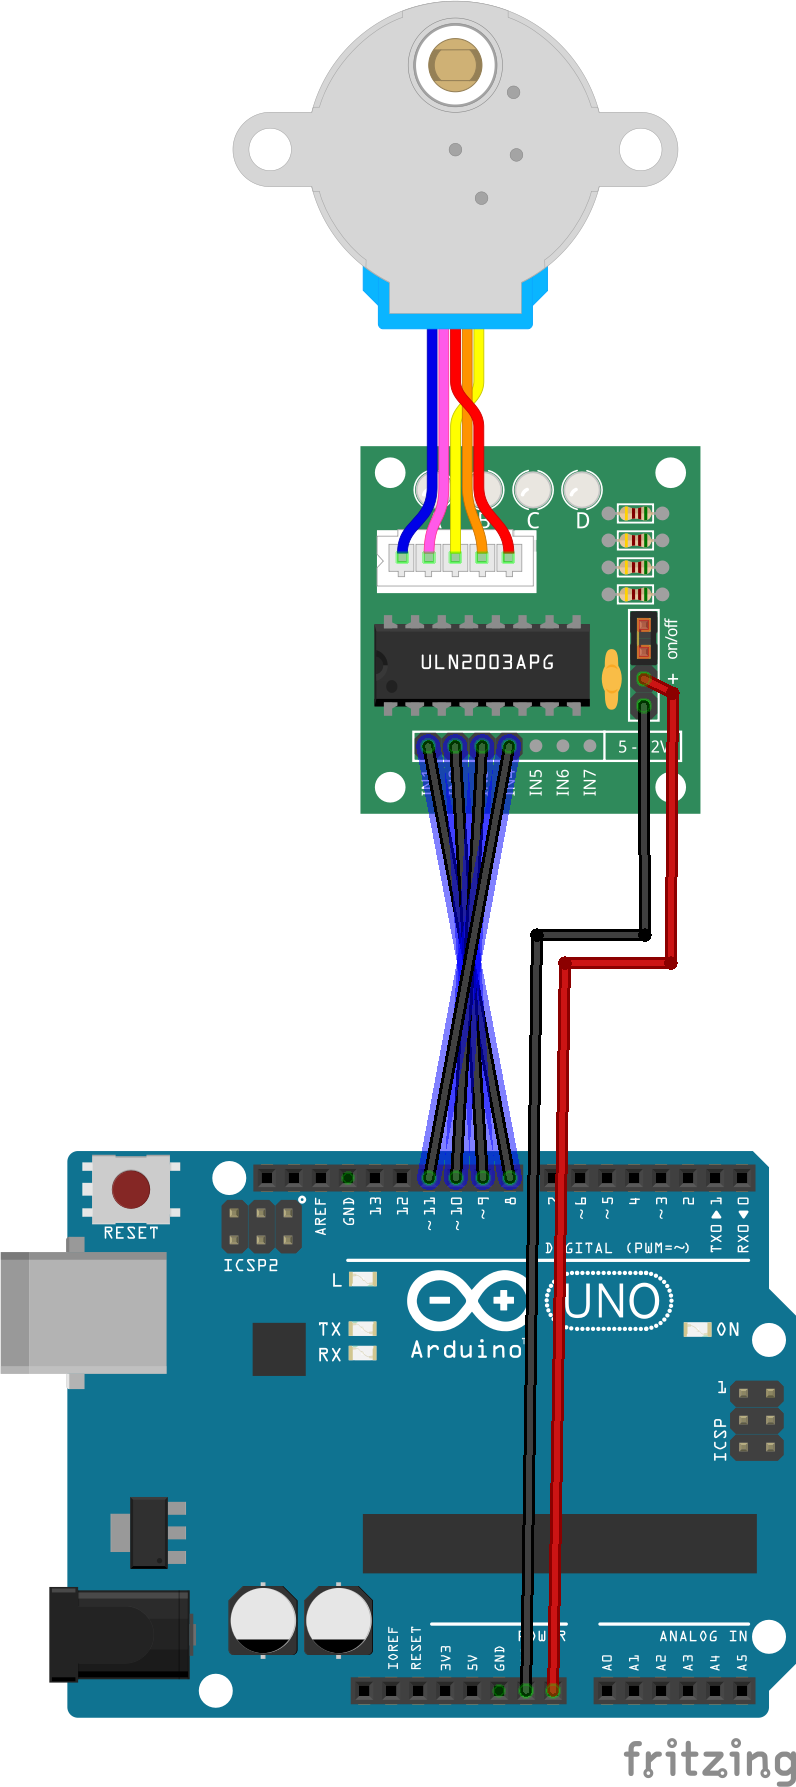 C
D
on/off
+
ULN2003APG
5 -
2V
IN5
IN6
IN7
RESET
ICSP2
AREF
GND
13
12
~11
~10
~9
8
7
~6
~5
4
~3
2
TX0▶1
RX0◀0
DIGITAL (PWM=~)
L
TX
RX
Arduino
UNO
ON
1
ICSP
IOREF
RESET
3V3
5V
GND
POWER
ANALOG IN
A0
A1
A2
A3
A4
A5
fritzing